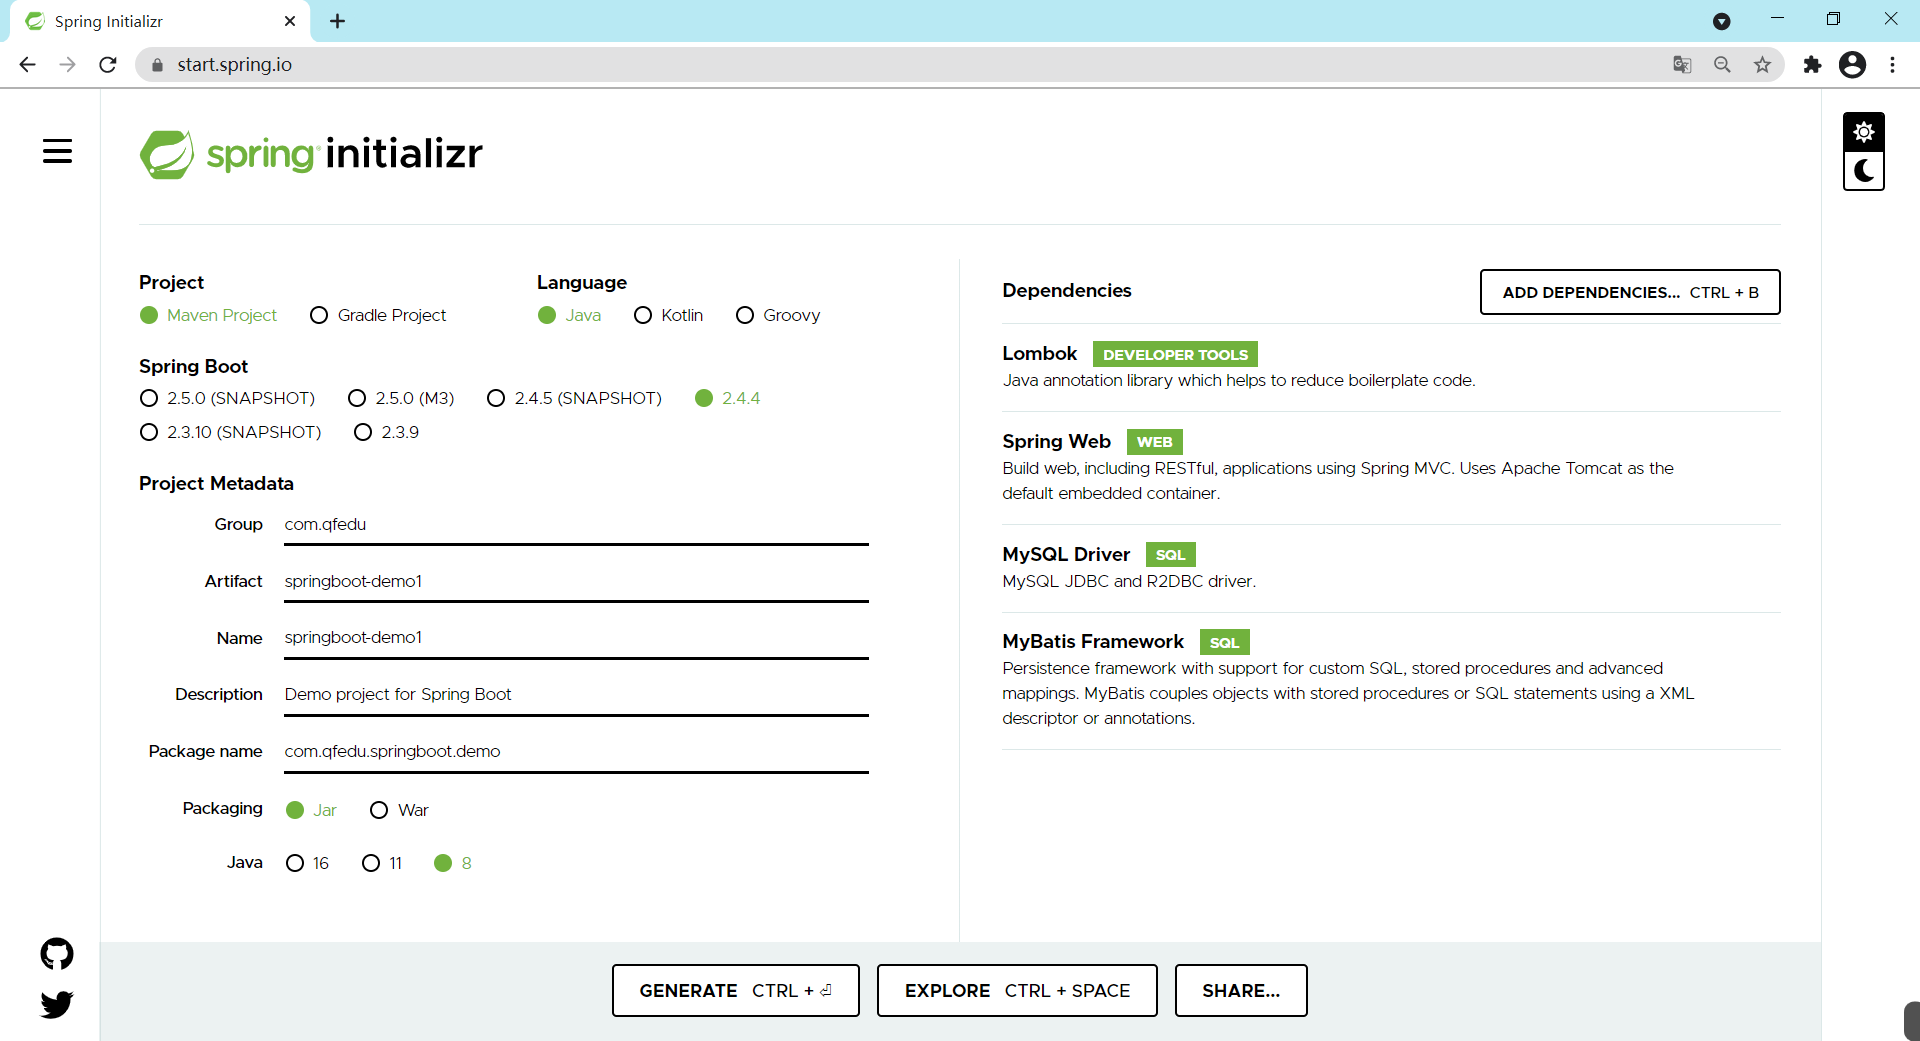 Spring Initializr
start.spring.io
spring initializr
Project
Maven Project Gradle Project
Language
Java Kotlin Groovy
Spring Boot
2.5.0 (SNAPSHOT) 2.5.0 (M3) 2.4.5 (SNAPSHOT) 2.4.4
2.3.10 (SNAPSHOT) 2.3.9
Project Metadata
Group com.qfedu
Artifact springboot-demo1
Name springboot-demo1
Description Demo project for Spring Boot
Package name com.qfedu.springboot.demo
Packaging Jar War
Java 16 11 8
Dependencies ADD DEPENDENCIES... CTRL + B
Lombok DEVELOPER TOOLS
Java annotation library which helps to reduce boilerplate code.
Spring Web WEB
Build web, including RESTful, applications using Spring MVC. Uses Apache Tomcat as the
default embedded container.
MySQL Driver SQL
MySQL JDBC and R2DBC driver.
MyBatis Framework SQL
Persistence framework with support for custom SQL, stored procedures and advanced
mappings. MyBatis couples objects with stored procedures or SQL statements using a XML
descriptor or annotations.
GENERATE CTRL + ⏎ EXPLORE CTRL + SPACE SHARE...